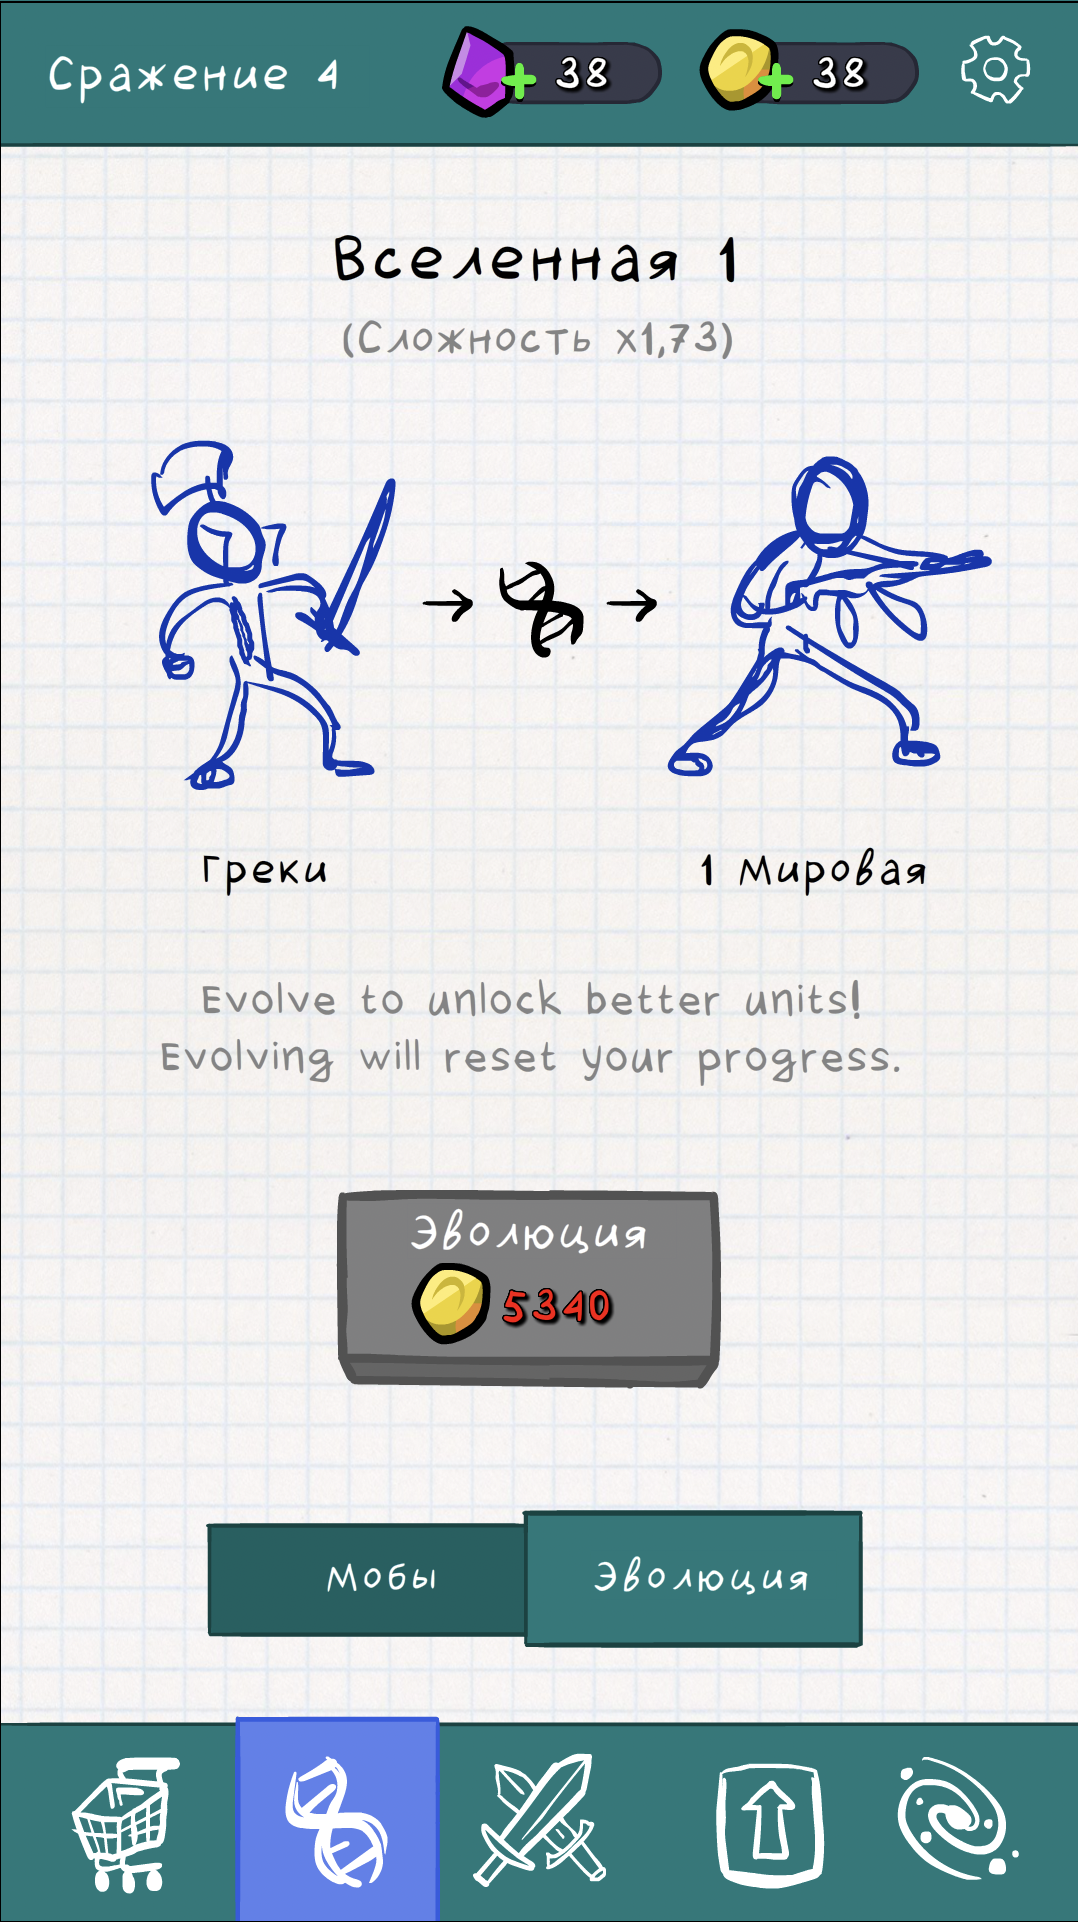 Сражение 4
38
38
Вселенная 1
(Сложность x1,73)
Греки
1 Мировая
Evolve to unlock better units!
Evolving will reset your progress.
Эволюция
5340
Мобы
Эволюция